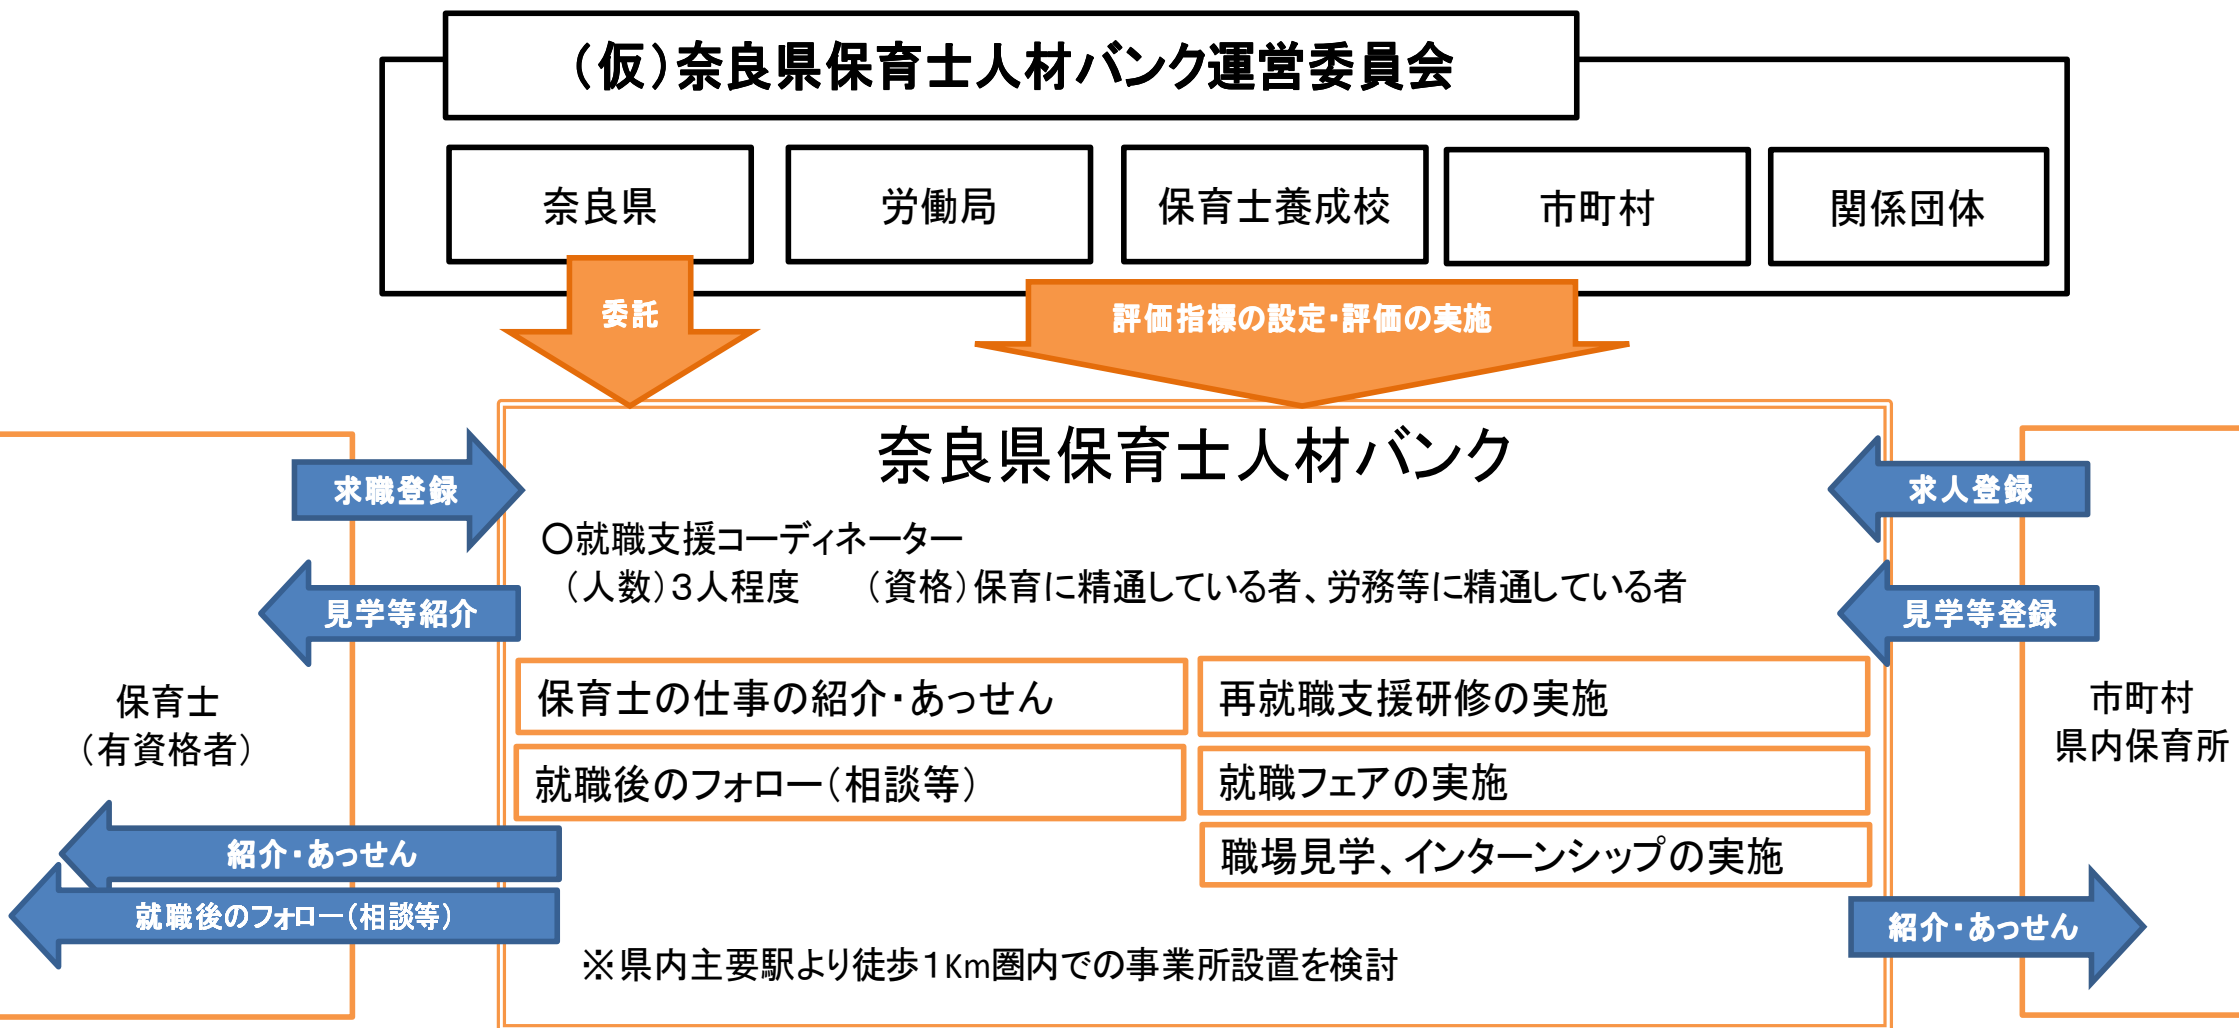 （仮）奈良県保育士人材バンク運営委員会
奈良県
労働局
保育士養成校
市町村
関係団体
委託
評価指標の設定・評価の実施
奈良県保育士人材バンク
求職登録
求人登録
○就職支援コーディネーター
（人数）３人程度　　（資格）保育に精通している者、労務等に精通している者
見学等紹介
見学等登録
保育士
（有資格者）
保育士の仕事の紹介・あっせん
再就職支援研修の実施
就職後のフォロー（相談等）
就職フェアの実施
職場見学、インターンシップの実施
市町村
県内保育所
紹介・あっせん
就職後のフォロー（相談等）
紹介・あっせん
※県内主要駅より徒歩１Km圏内での事業所設置を検討